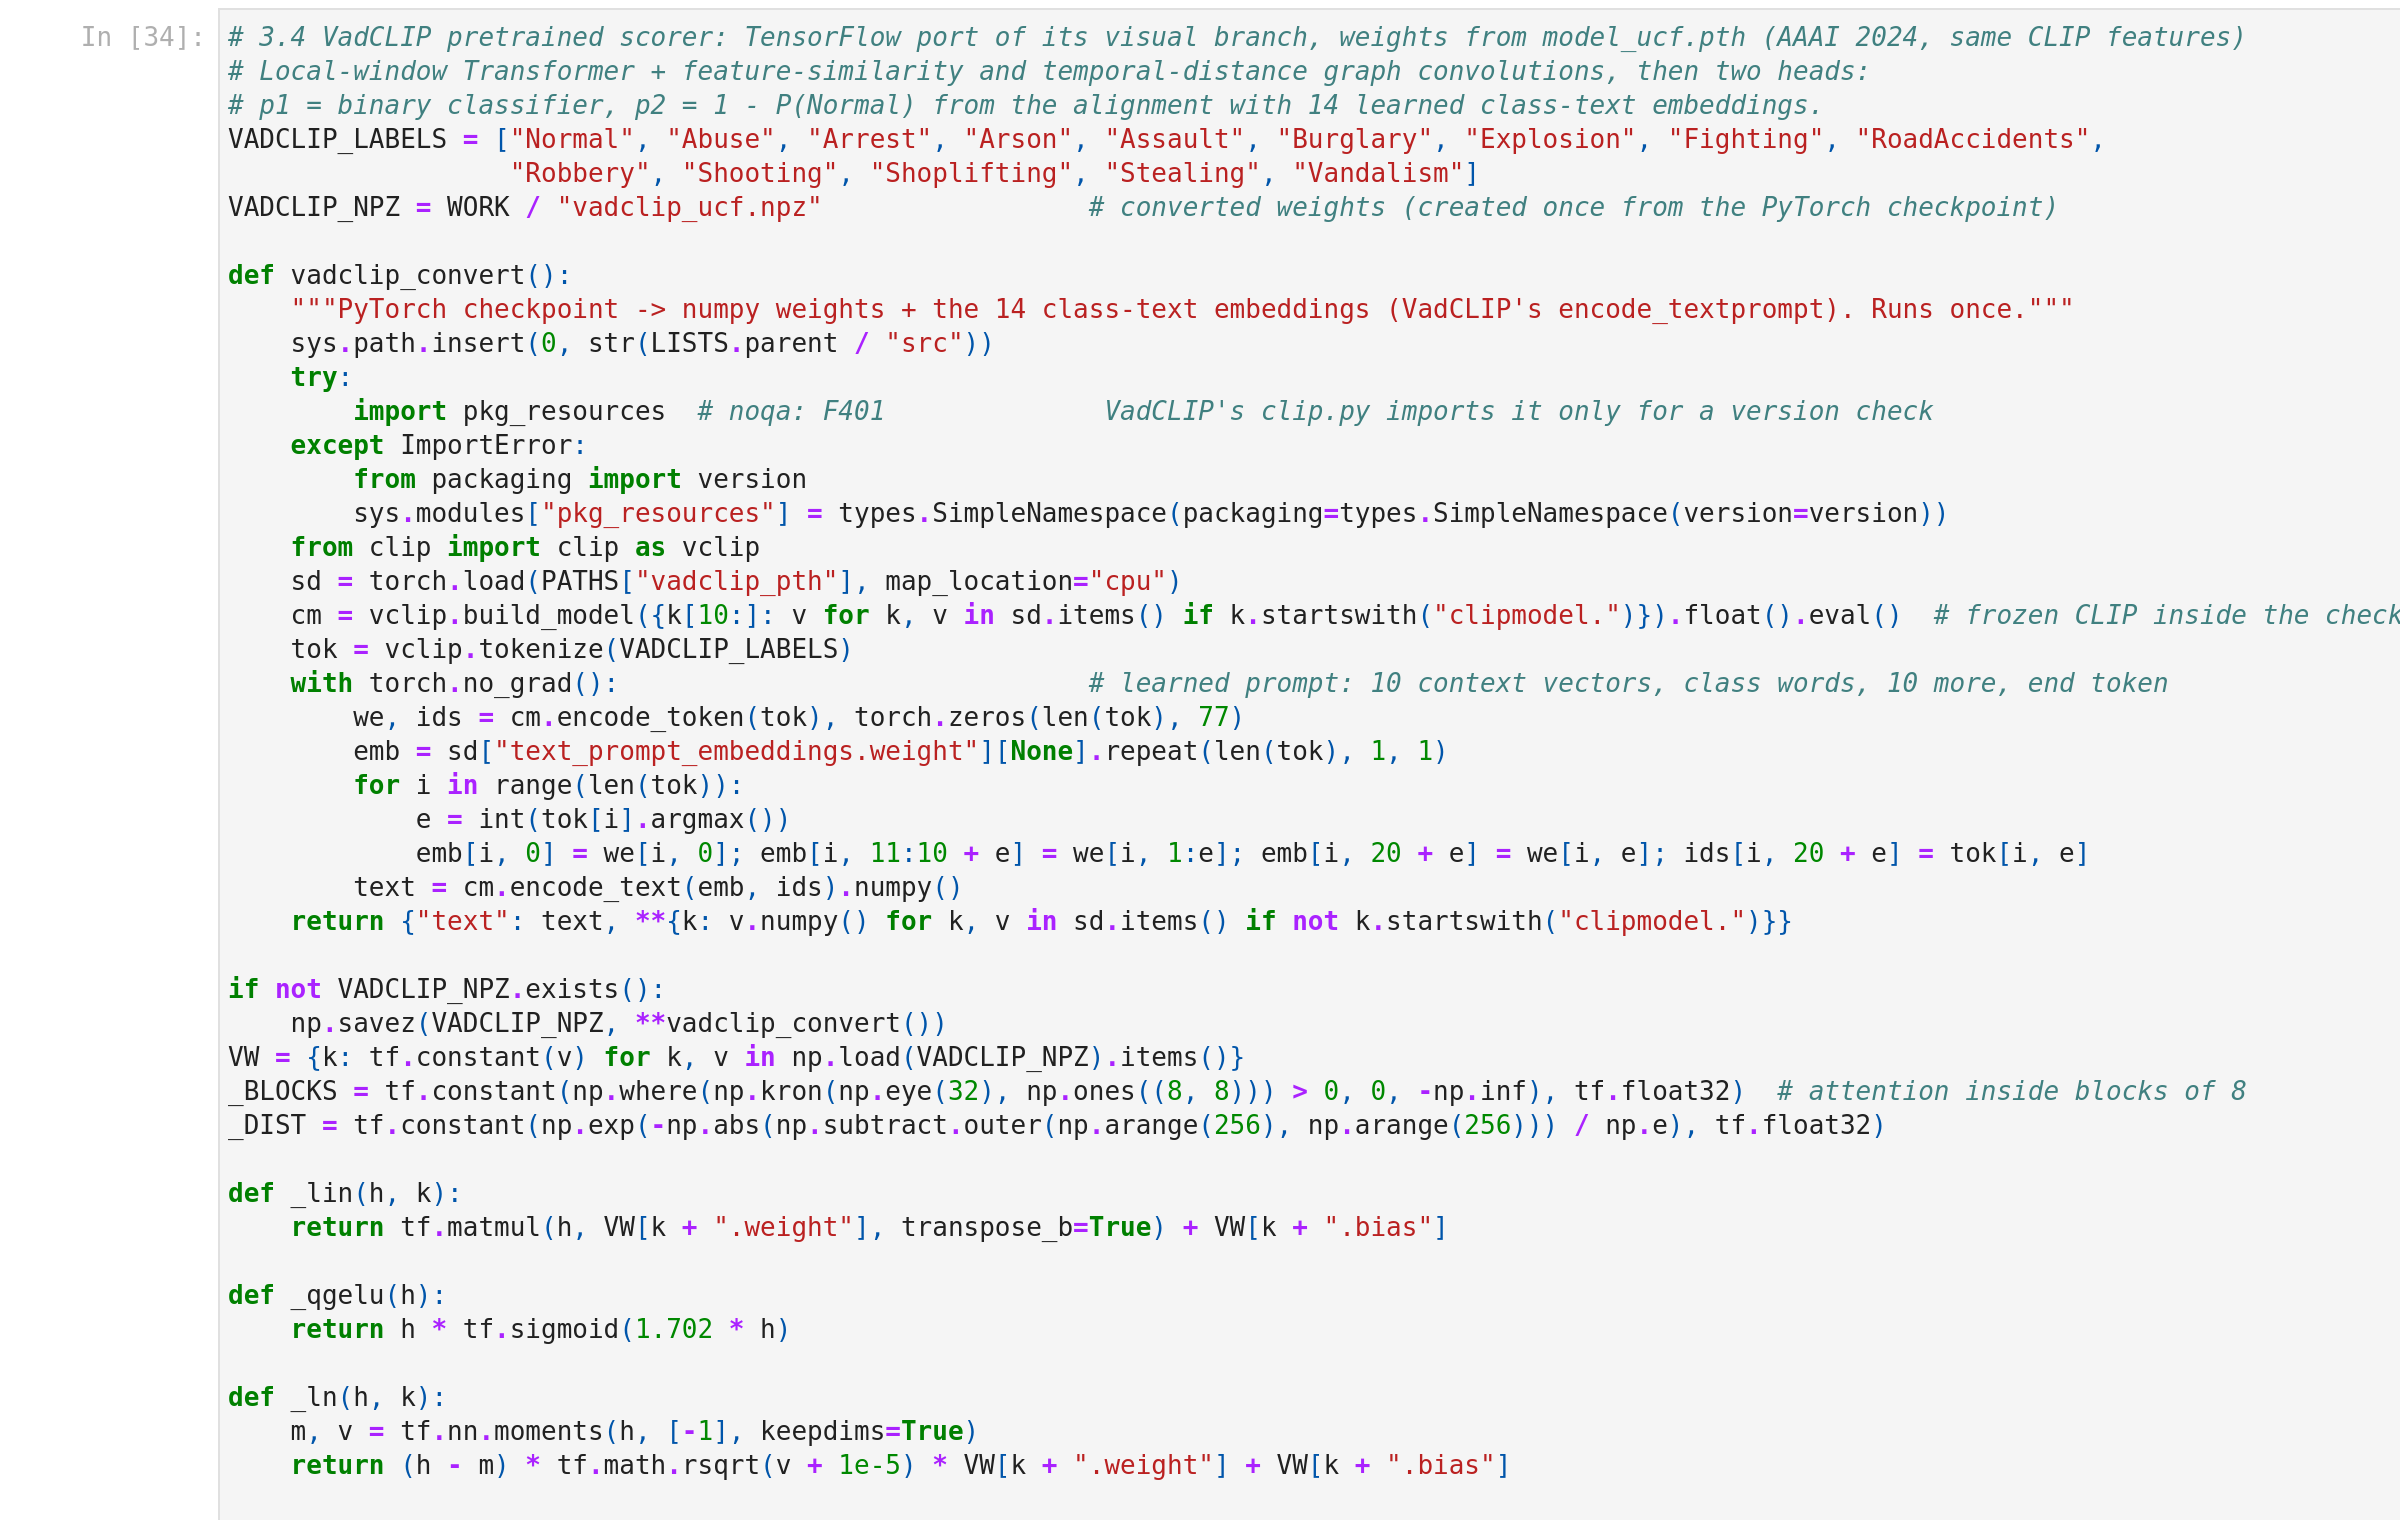 In [34]:
# 3.4 VadCLIP pretrained scorer: TensorFlow port of its visual branch, weights from model_ucf.pth (AAAI 2024, same CLIP features)
# Local-window Transformer + feature-similarity and temporal-distance graph convolutions, then two heads:
# p1 = binary classifier, p2 = 1 - P(Normal) from the alignment with 14 learned class-text embeddings.
VADCLIP_LABELS = ["Normal", "Abuse", "Arrest", "Arson", "Assault", "Burglary", "Explosion", "Fighting", "RoadAccidents",
                  "Robbery", "Shooting", "Shoplifting", "Stealing", "Vandalism"]
VADCLIP_NPZ = WORK / "vadclip_ucf.npz"                 # converted weights (created once from the PyTorch checkpoint)

def vadclip_convert():
    """PyTorch checkpoint -> numpy weights + the 14 class-text embeddings (VadCLIP's encode_textprompt). Runs once."""
    sys.path.insert(0, str(LISTS.parent / "src"))
    try:
        import pkg_resources  # noqa: F401              VadCLIP's clip.py imports it only for a version check
    except ImportError:
        from packaging import version
        sys.modules["pkg_resources"] = types.SimpleNamespace(packaging=types.SimpleNamespace(version=version))
    from clip import clip as vclip
    sd = torch.load(PATHS["vadclip_pth"], map_location="cpu")
    cm = vclip.build_model({k[10:]: v for k, v in sd.items() if k.startswith("clipmodel.")}).float().eval()  # frozen CLIP inside the check
    tok = vclip.tokenize(VADCLIP_LABELS)
    with torch.no_grad():                              # learned prompt: 10 context vectors, class words, 10 more, end token
        we, ids = cm.encode_token(tok), torch.zeros(len(tok), 77)
        emb = sd["text_prompt_embeddings.weight"][None].repeat(len(tok), 1, 1)
        for i in range(len(tok)):
            e = int(tok[i].argmax())
            emb[i, 0] = we[i, 0]; emb[i, 11:10 + e] = we[i, 1:e]; emb[i, 20 + e] = we[i, e]; ids[i, 20 + e] = tok[i, e]
        text = cm.encode_text(emb, ids).numpy()
    return {"text": text, **{k: v.numpy() for k, v in sd.items() if not k.startswith("clipmodel.")}}

if not VADCLIP_NPZ.exists():
    np.savez(VADCLIP_NPZ, **vadclip_convert())
VW = {k: tf.constant(v) for k, v in np.load(VADCLIP_NPZ).items()}
_BLOCKS = tf.constant(np.where(np.kron(np.eye(32), np.ones((8, 8))) > 0, 0, -np.inf), tf.float32)  # attention inside blocks of 8
_DIST = tf.constant(np.exp(-np.abs(np.subtract.outer(np.arange(256), np.arange(256))) / np.e), tf.float32)

def _lin(h, k):
    return tf.matmul(h, VW[k + ".weight"], transpose_b=True) + VW[k + ".bias"]

def _qgelu(h):
    return h * tf.sigmoid(1.702 * h)

def _ln(h, k):
    m, v = tf.nn.moments(h, [-1], keepdims=True)
    return (h - m) * tf.math.rsqrt(v + 1e-5) * VW[k + ".weight"] + VW[k + ".bias"]